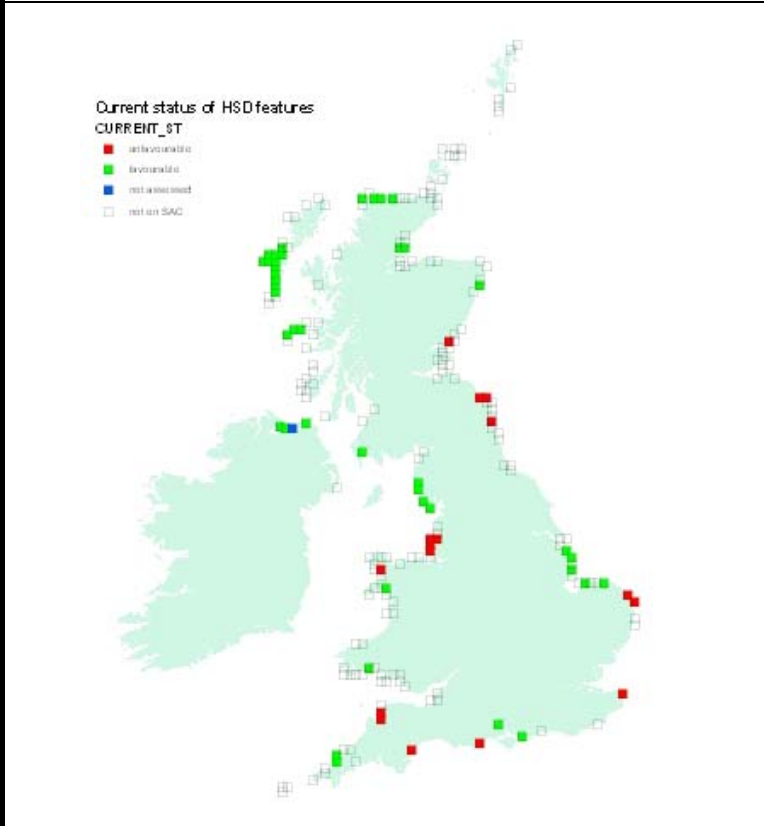 Current status of HSD features
CURRENT_ST
unfavourable
favourable
not assessed
not on SAC